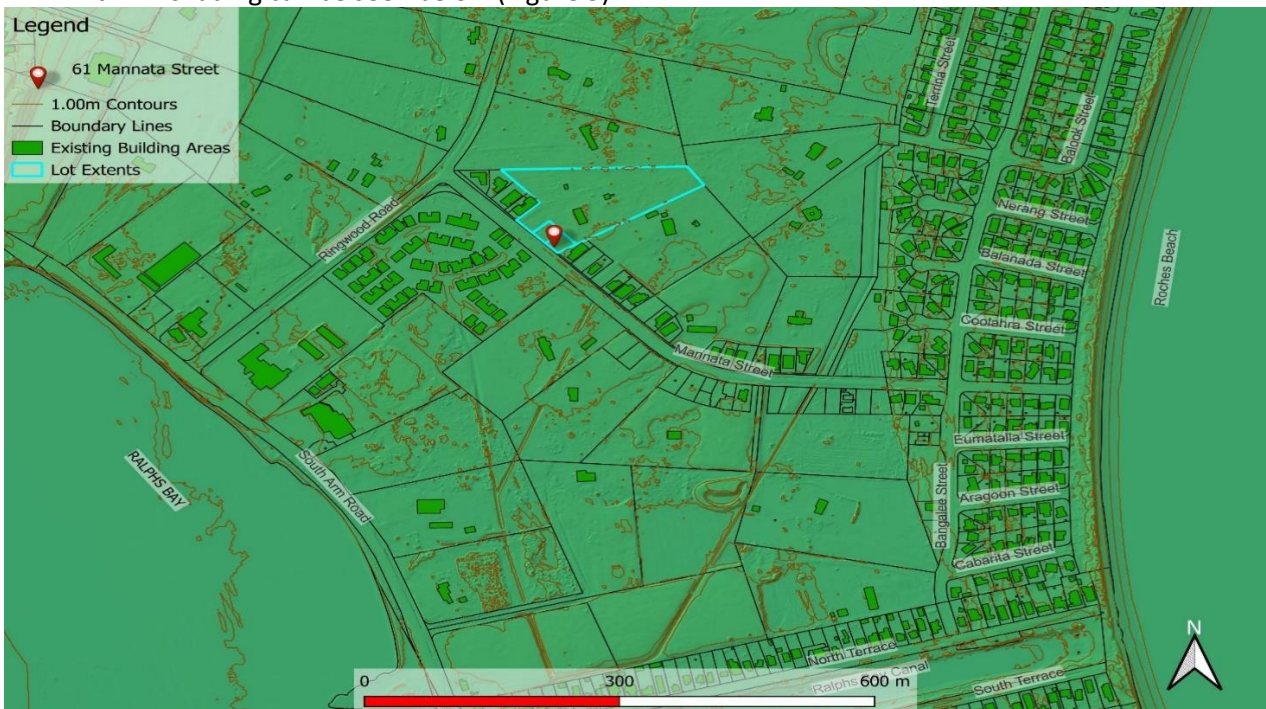 Legend
61 Mannata Street
1.00m Contours
Boundary Lines
Existing Building Areas
Lot Extents
Terrina Street
Balook Street
Ringwood Road
Nerang Street
Balanada Street
Roches Beach
Coolahra Street
Mannata Street
Eumatalla Street
RALPHS BAY
South Arm Road
Bangalee Street
Aragoon Street
Cabarita Street
N
North Terrace
Ralphs Canal
South Terrace
0 300 600 m